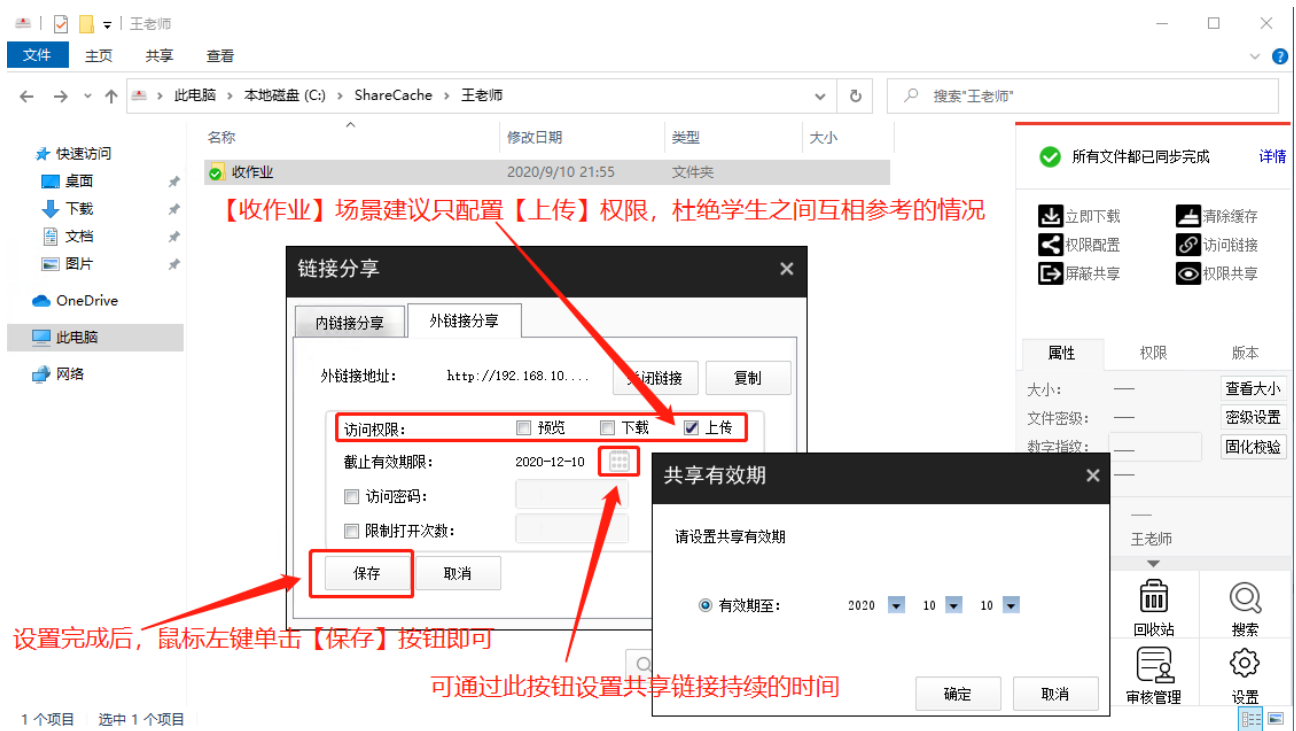 王老师
文件 主页 共享 查看
此电脑 › 本地磁盘 (C:) › ShareCache › 王老师
搜索"王老师"
名称 修改日期 类型 大小
收作业 2020/9/10 21:55 文件夹
快速访问
桌面
下载
文档
图片
OneDrive
此电脑
网络
【收作业】场景建议只配置【上传】权限，杜绝学生之间互相参考的情况
所有文件都已同步完成 详情
立即下载 清除缓存
权限配置 访问链接
屏蔽共享 权限共享
链接分享
内链接分享 外链接分享
外链接地址： http://192.168.10.... 关闭链接 复制
访问权限： 预览 下载 上传
截止有效期限： 2020-12-10
访问密码：
限制打开次数：
保存 取消
属性 权限 版本
大小： —— 查看大小
文件密级： —— 密级设置
数字指纹： —— 固化校验
——
——
王老师
共享有效期
请设置共享有效期
有效期至： 2020 10 10
确定 取消
设置完成后，鼠标左键单击【保存】按钮即可
可通过此按钮设置共享链接持续的时间
回收站 搜索
审核管理 设置
1 个项目 选中 1 个项目